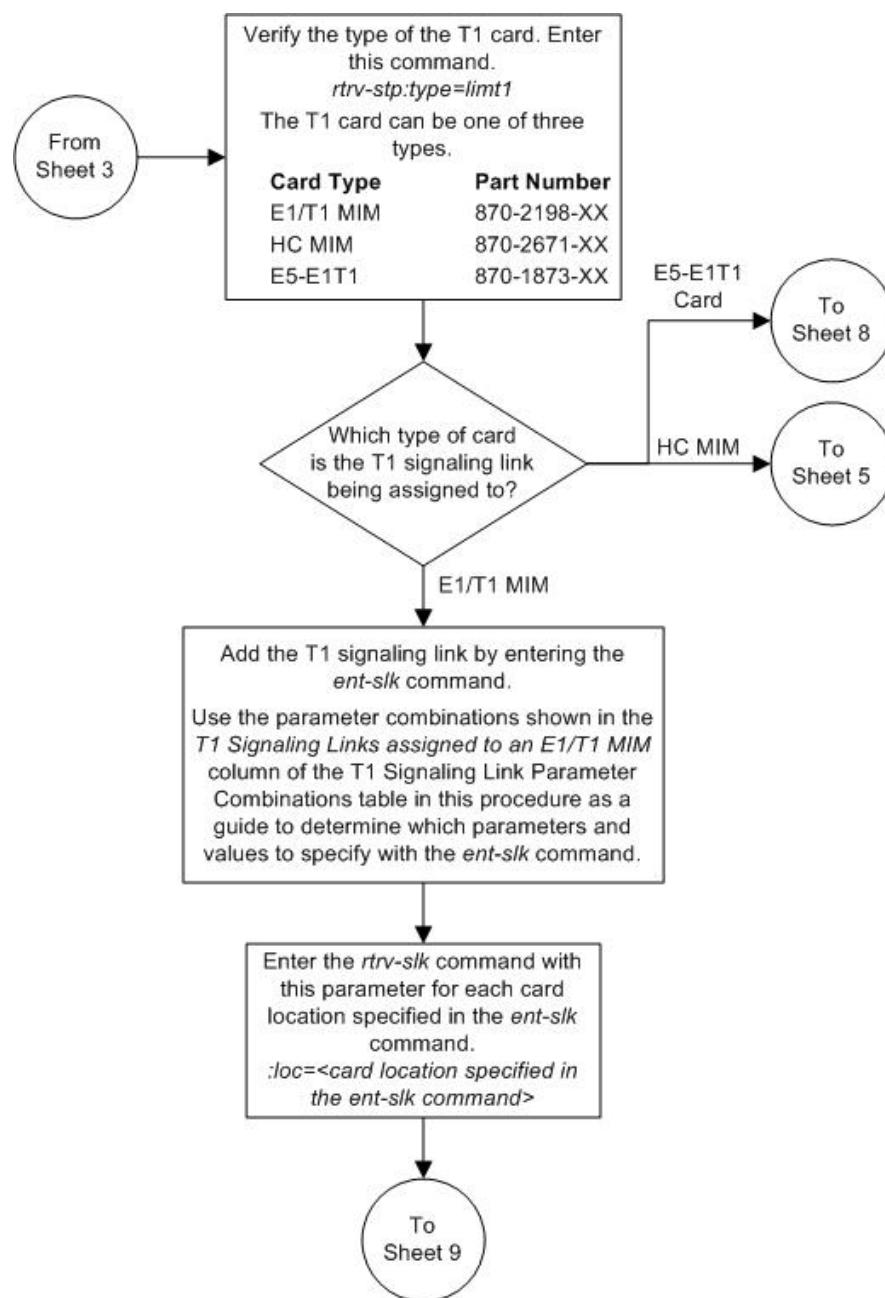 Verify the type of the T1 card. Enter
this command.
rtrv-stp:type=limt1
The T1 card can be one of three
types.
Card Type Part Number
E1/T1 MIM 870-2198-XX
HC MIM 870-2671-XX
E5-E1T1 870-1873-XX
From
Sheet 3
E5-E1T1
Card
To
Sheet 8
Which type of card
is the T1 signaling link
being assigned to?
HC MIM
To
Sheet 5
E1/T1 MIM
Add the T1 signaling link by entering the
ent-slk command.
Use the parameter combinations shown in the
T1 Signaling Links assigned to an E1/T1 MIM
column of the T1 Signaling Link Parameter
Combinations table in this procedure as a
guide to determine which parameters and
values to specify with the ent-slk command.
Enter the rtrv-slk command with
this parameter for each card
location specified in the ent-slk
command.
:loc=<card location specified in
the ent-slk command>
To
Sheet 9